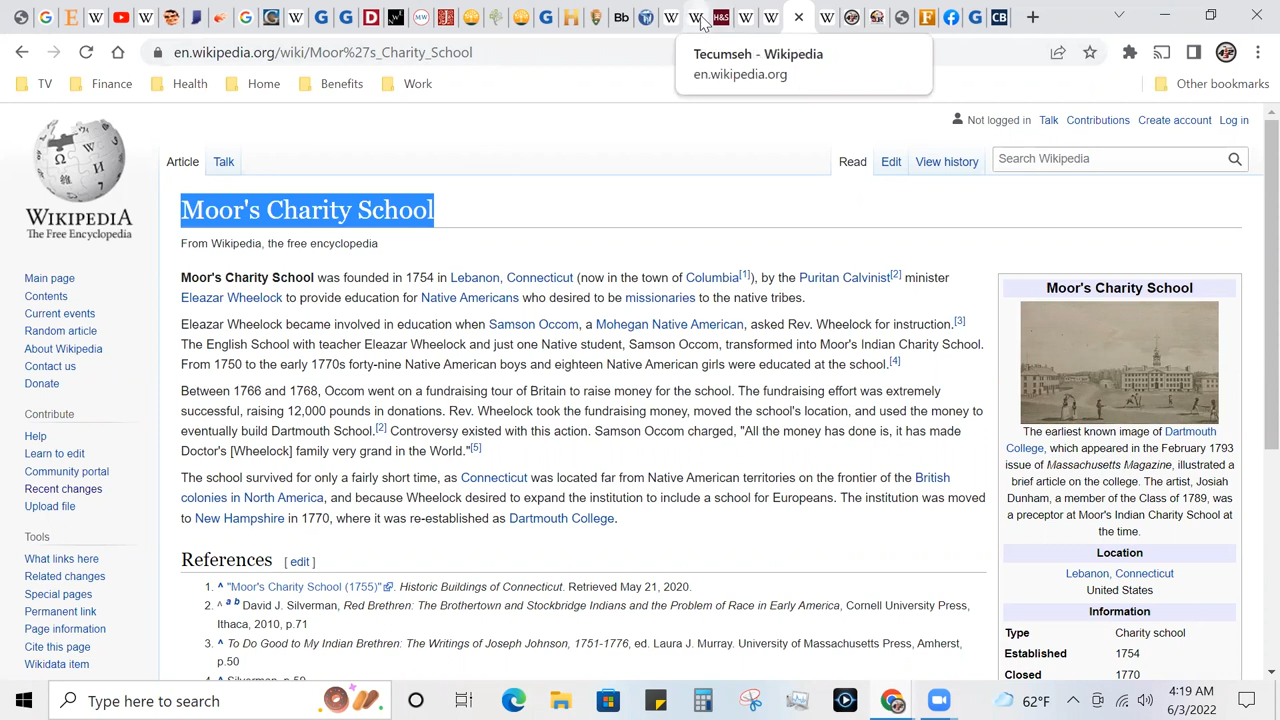 en.wikipedia.org/wiki/Moor%27s_Charity_School
Tecumseh - Wikipedia
en.wikipedia.org
TV
Finance
Health
Home
Benefits
Work
Other bookmarks
Not logged in Talk Contributions Create account Log in
Article Talk Read Edit View history Search Wikipedia
WIKIPEDIA
The Free Encyclopedia
Main page
Contents
Current events
Random article
About Wikipedia
Contact us
Donate
Contribute
Help
Learn to edit
Community portal
Recent changes
Upload file
Tools
What links here
Related changes
Special pages
Permanent link
Page information
Cite this page
Wikidata item
Moor's Charity School
From Wikipedia, the free encyclopedia
Moor's Charity School was founded in 1754 in Lebanon, Connecticut (now in the town of Columbia[1]), by the Puritan Calvinist[2] minister
Eleazar Wheelock to provide education for Native Americans who desired to be missionaries to the native tribes.
Eleazar Wheelock became involved in education when Samson Occom, a Mohegan Native American, asked Rev. Wheelock for instruction.[3]
The English School with teacher Eleazar Wheelock and just one Native student, Samson Occom, transformed into Moor's Indian Charity School.
From 1750 to the early 1770s forty-nine Native American boys and eighteen Native American girls were educated at the school.[4]
Between 1766 and 1768, Occom went on a fundraising tour of Britain to raise money for the school. The fundraising effort was extremely
successful, raising 12,000 pounds in donations. Rev. Wheelock took the fundraising money, moved the school's location, and used the money to
eventually build Dartmouth School.[2] Controversy existed with this action. Samson Occom charged, "All the money has done is, it has made
Doctor's [Wheelock] family very grand in the World."[5]
The school survived for only a fairly short time, as Connecticut was located far from Native American territories on the frontier of the British
colonies in North America, and because Wheelock desired to expand the institution to include a school for Europeans. The institution was moved
to New Hampshire in 1770, where it was re-established as Dartmouth College.
References [ edit ]
1. ^ "Moor's Charity School (1755)" Historic Buildings of Connecticut. Retrieved May 21, 2020.
2. ^ a b David J. Silverman, Red Brethren: The Brothertown and Stockbridge Indians and the Problem of Race in Early America, Cornell University Press,
Ithaca, 2010, p.71
3. ^ To Do Good to My Indian Brethren: The Writings of Joseph Johnson, 1751-1776, ed. Laura J. Murray. University of Massachusetts Press, Amherst,
p.50
4. ^ Silverman, p.50
Moor's Charity School
The earliest known image of Dartmouth
College, which appeared in the February 1793
issue of Massachusetts Magazine, illustrated a
brief article on the college. The artist, Josiah
Dunham, a member of the Class of 1789, was
a preceptor at Moor's Indian Charity School at
the time.
Location
Lebanon, Connecticut
United States
Information
Type Charity school
Established 1754
Closed 1770
Type here to search
62°F
4:19 AM
6/3/2022